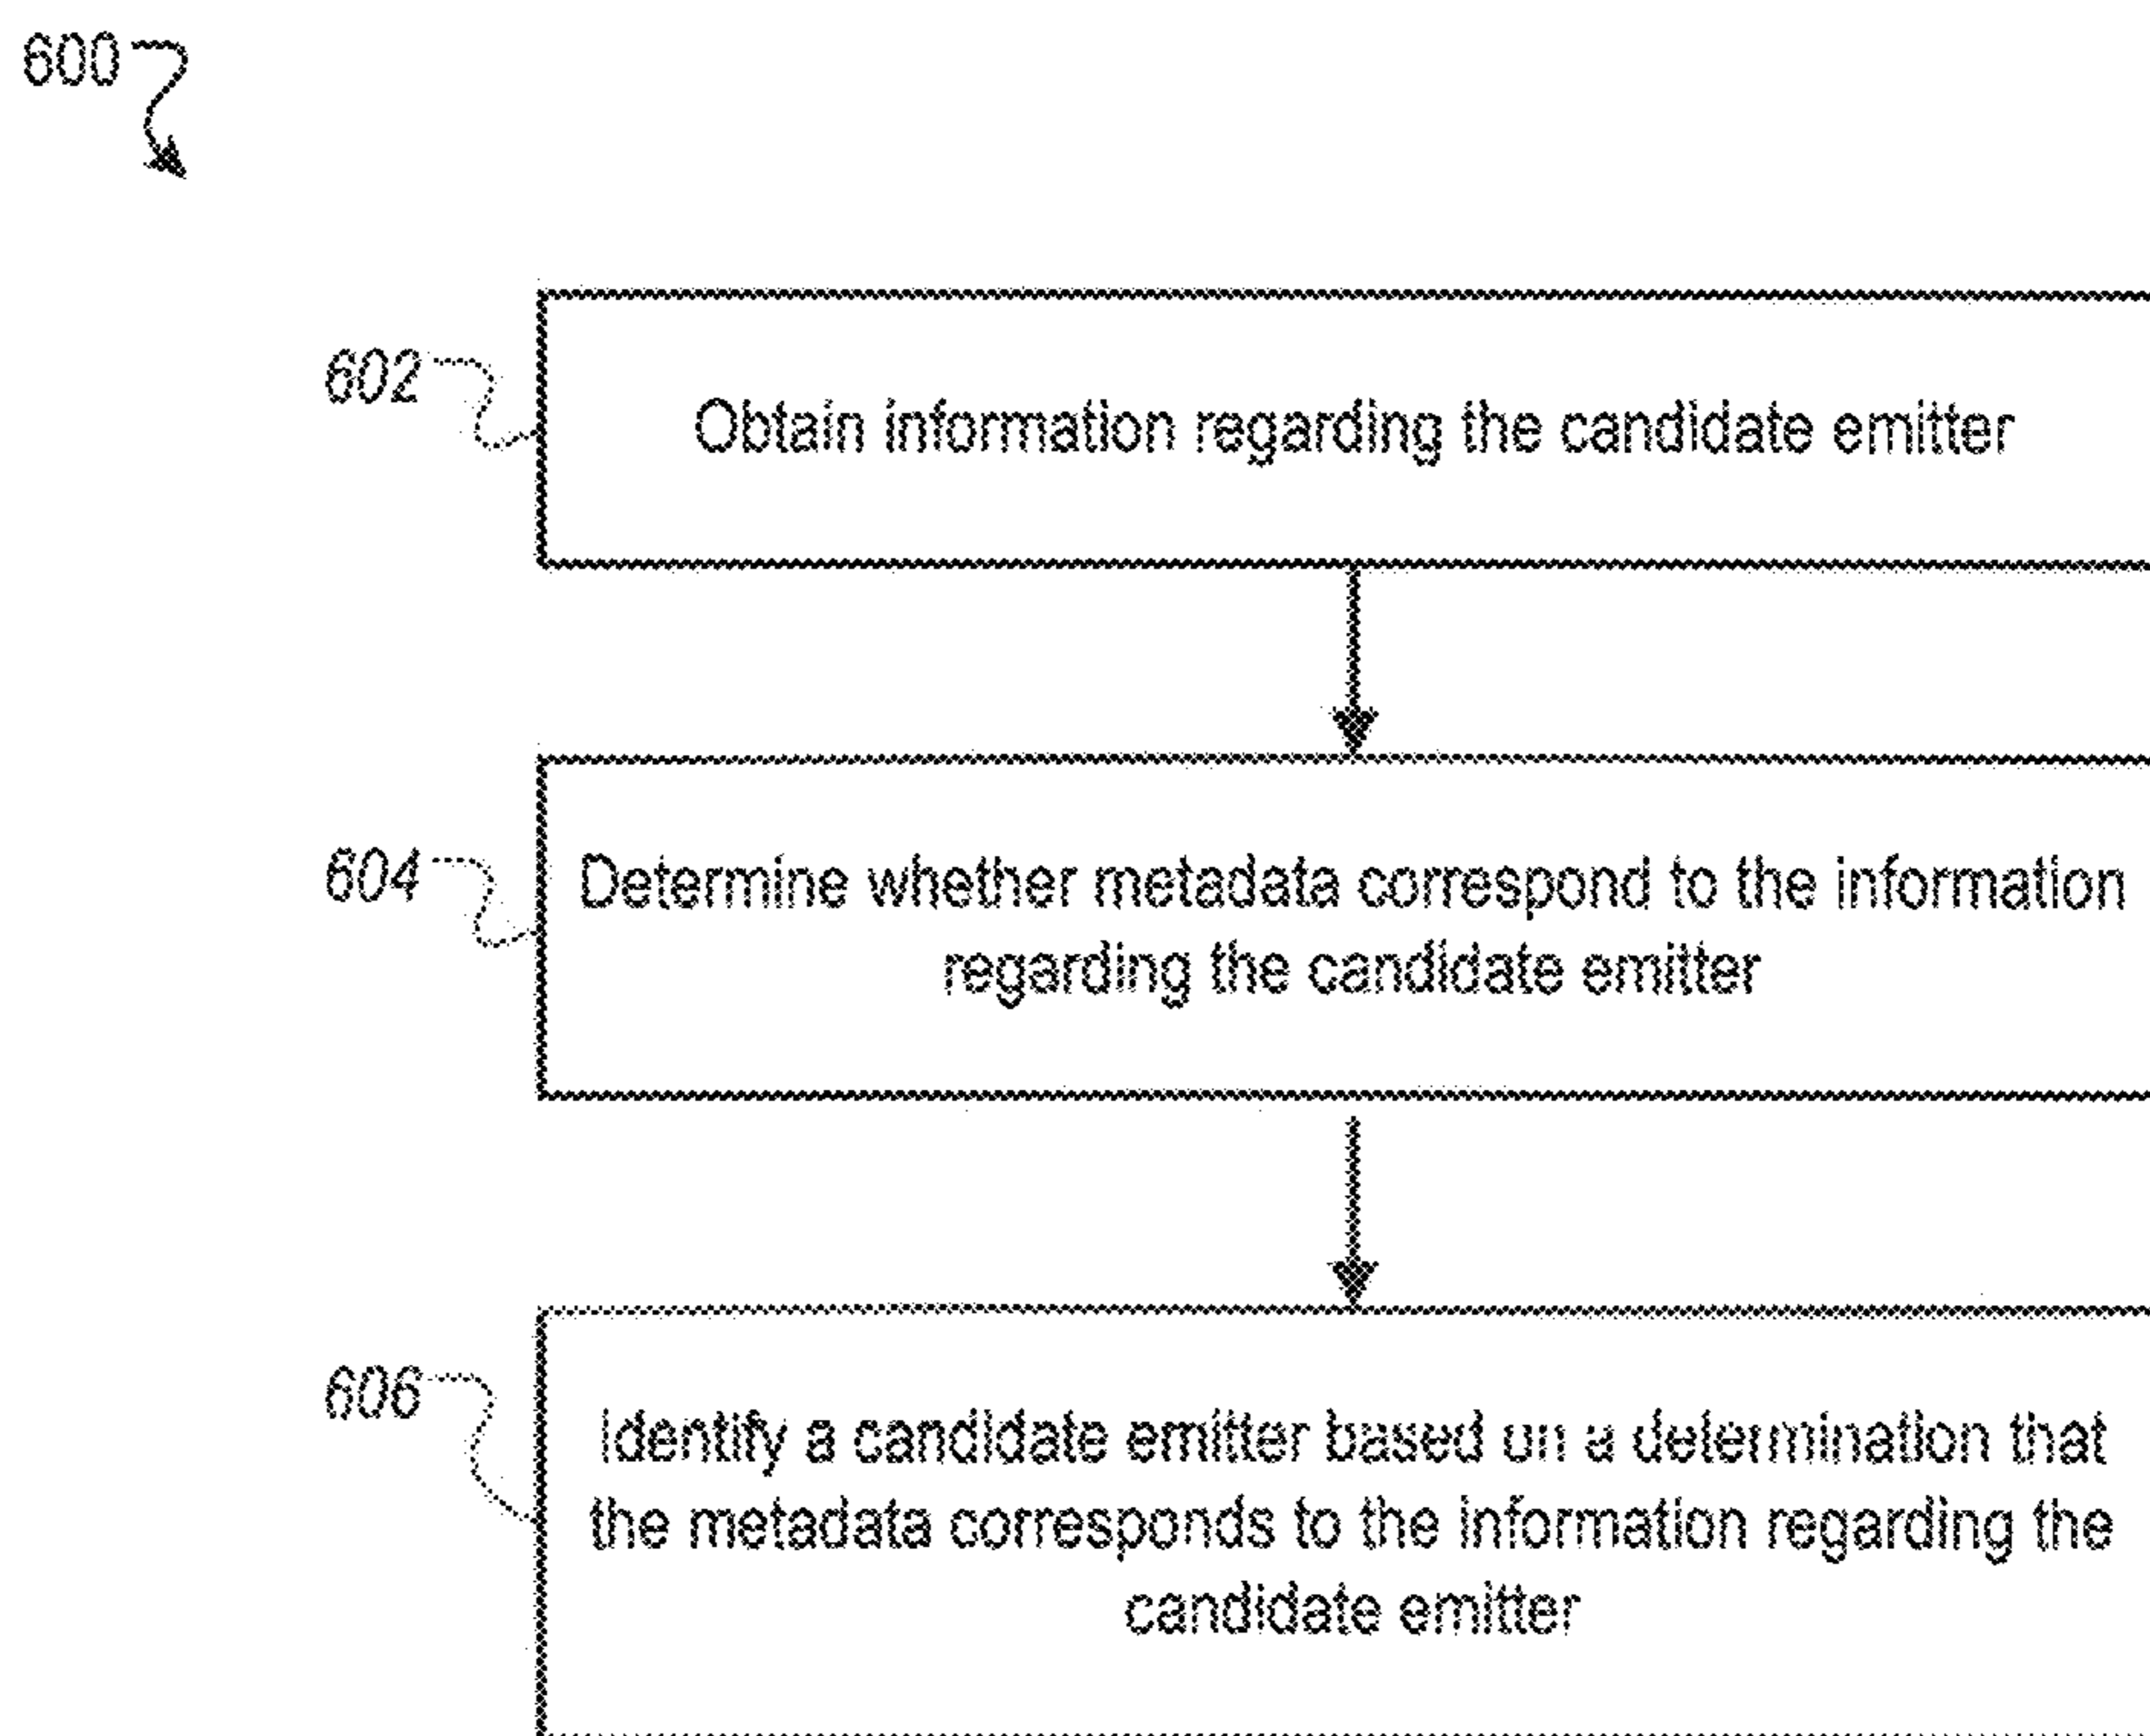 600
602
Obtain information regarding the candidate emitter
604
Determine whether metadata correspond to the information
regarding the candidate emitter
606
Identify a candidate emitter based on a determination that
the metadata corresponds to the information regarding the
candidate emitter